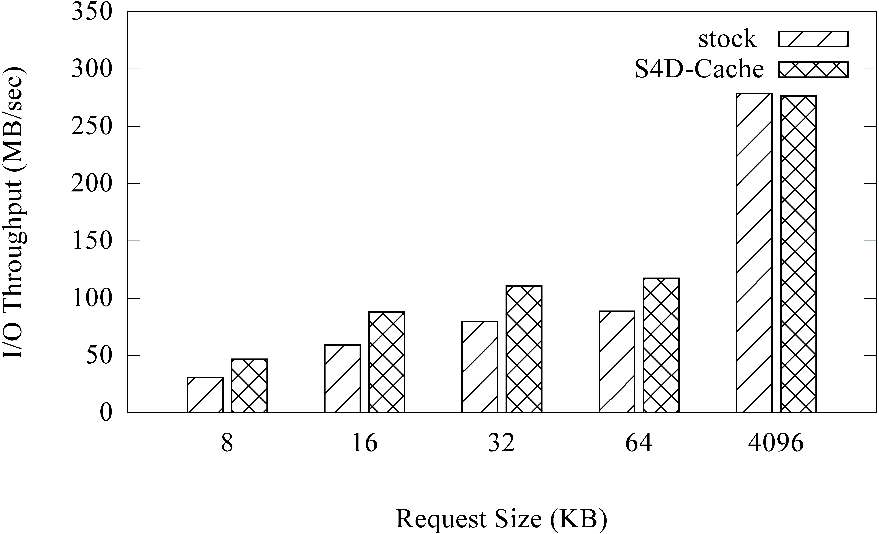 350
300
250
200
150
100
50
0
I/O Throughput (MB/sec)
stock
S4D-Cache
8 16 32 64 4096
Request Size (KB)